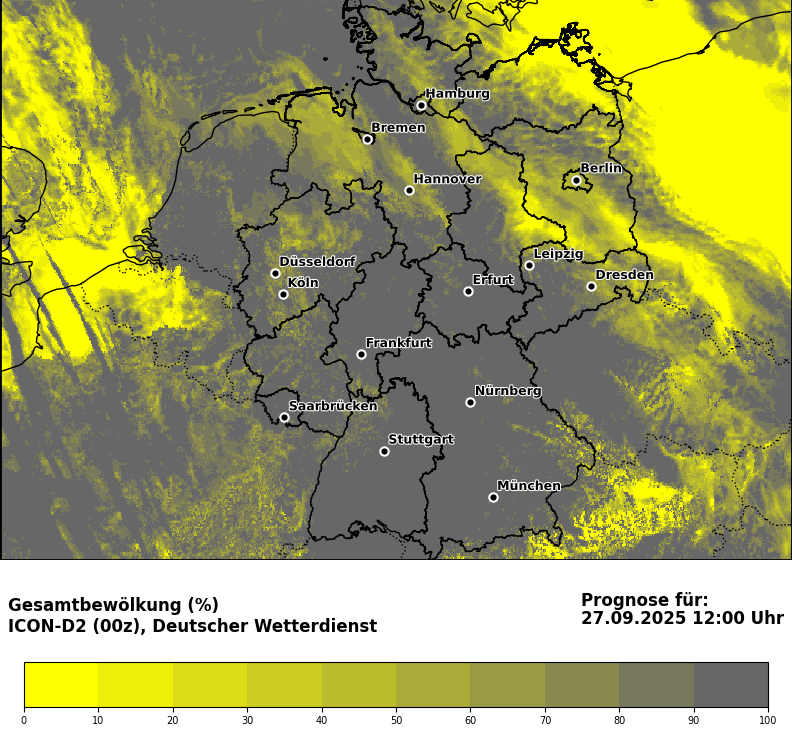 Hamburg
Bremen
Berlin
Hannover
Leipzig
Düsseldorf
Dresden
Köln
Erfurt
Frankfurt
Nürnberg
Saarbrücken
Stuttgart
München
Gesamtbewölkung (%)
ICON-D2 (00z), Deutscher Wetterdienst
Prognose für:
27.09.2025 12:00 Uhr
0 10 20 30 40 50 60 70 80 90 100